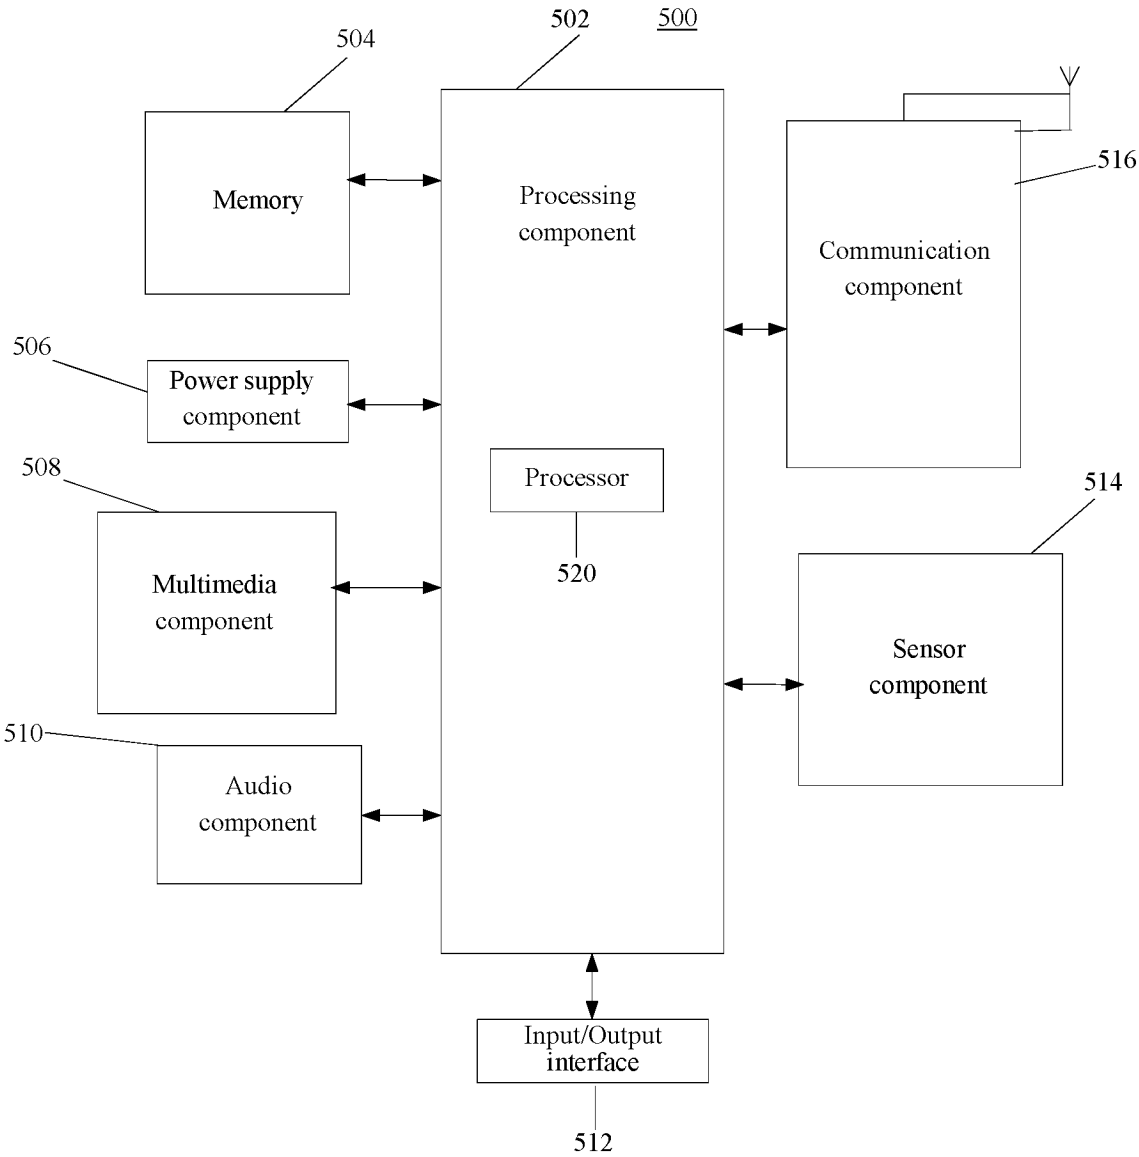 502
500
504
Memory
Processing
component
516
Communication
component
506
Power supply
component
508
Processor
520
514
Multimedia
component
Sensor
component
510
Audio
component
Input/Output
interface
512